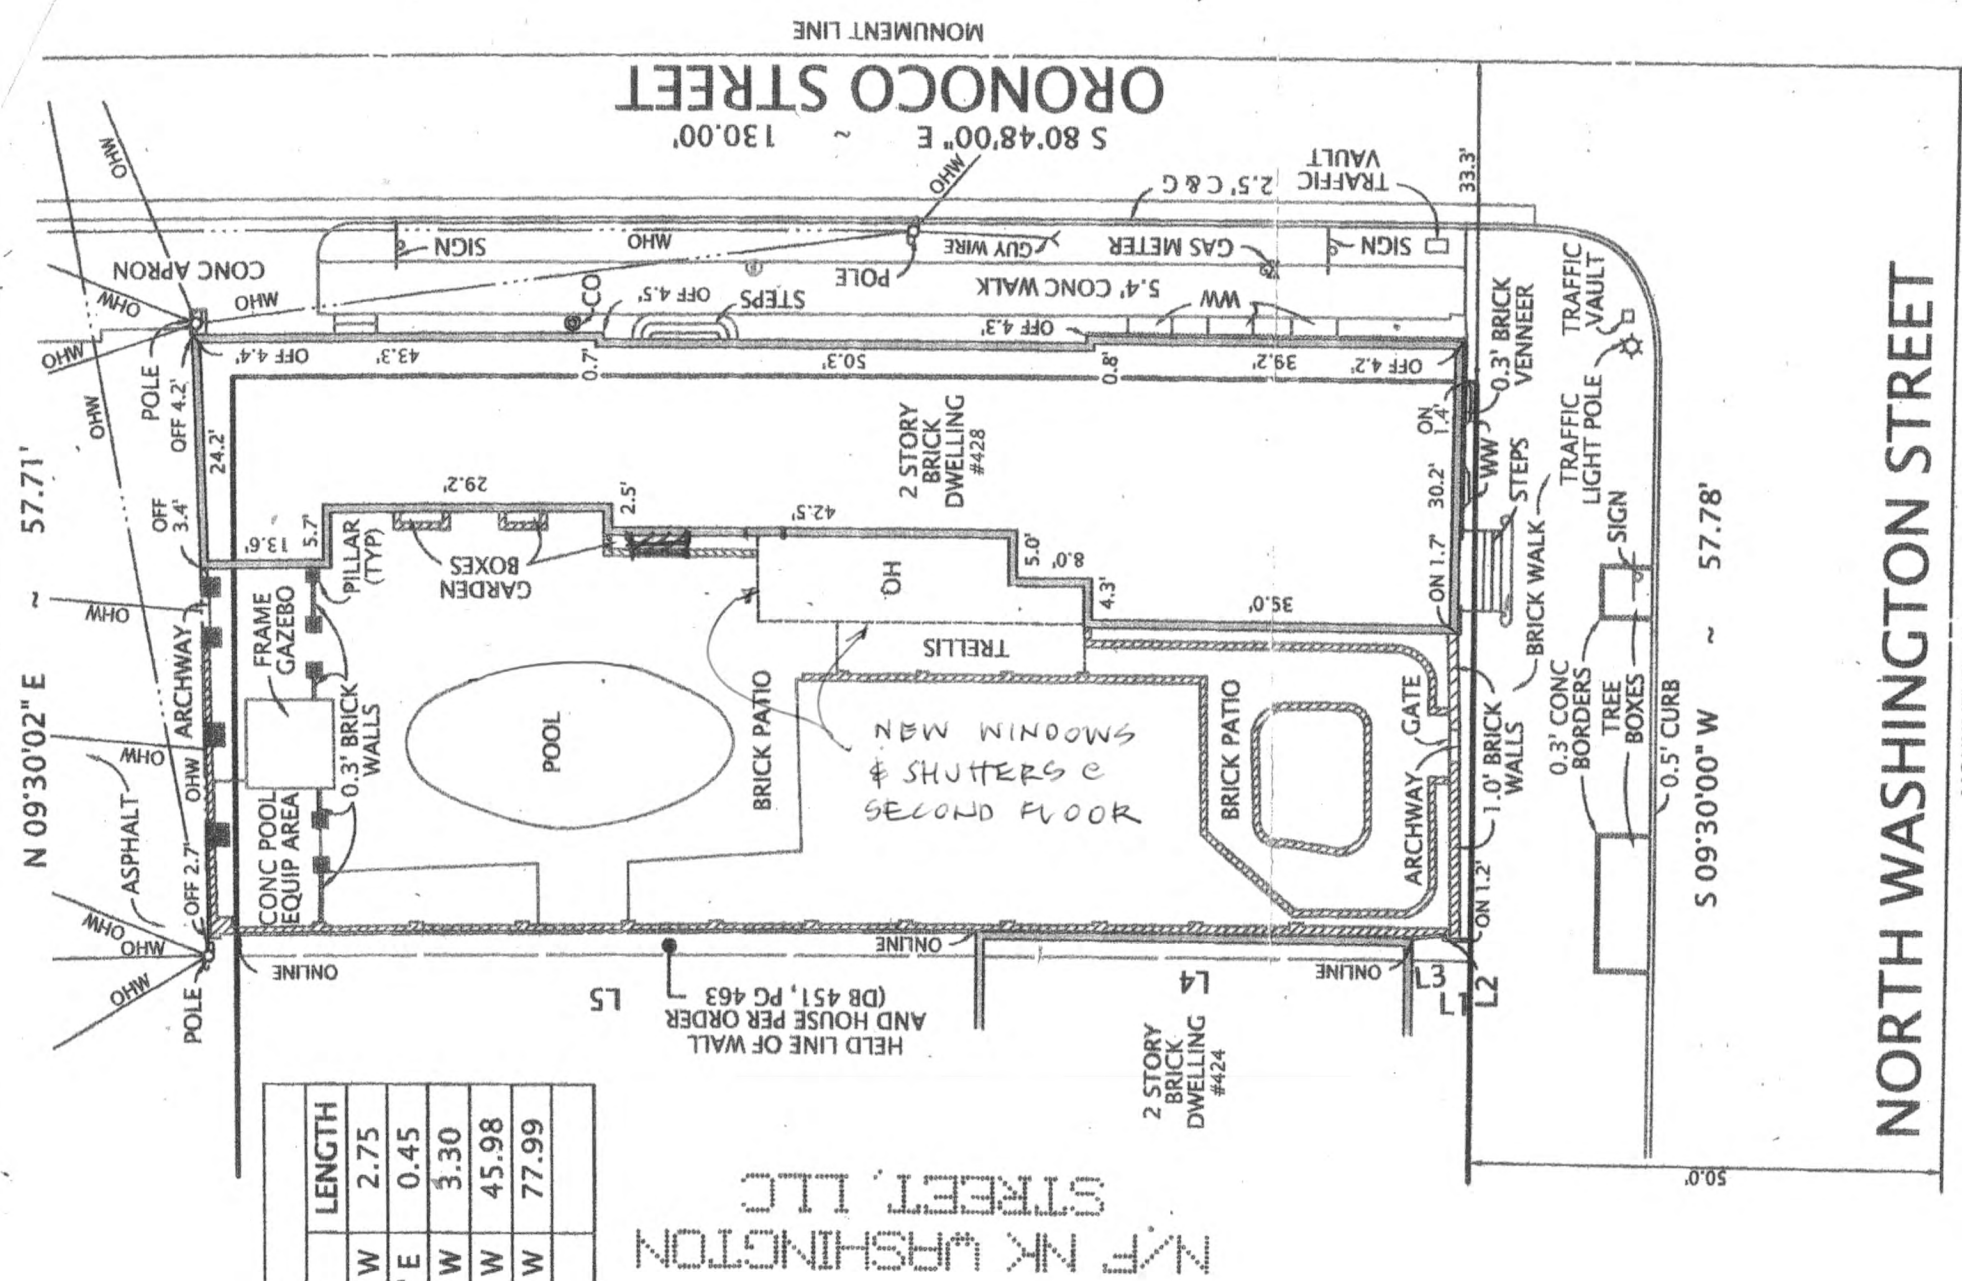 MONUMENT LINE
ORONOCO STREET
S 80°48'00" E ~ 130.00'
33.3'
TRAFFIC
VAULT
2.5' C & G
OHW
OHW
SIGN
OHW
GUY WIRE
GAS METER
SIGN
CONC APRON
POLE
5.4' CONC WALK
OHW
OHW
OHW
CO
OFF 4.5'
STEPS
OFF 4.3'
WW
0.3' BRICK
VENNER
TRAFFIC
VAULT
POLE
OFF 4.4'
43.3'
0.7'
50.3'
0.8'
39.2'
OFF 4.2'
OHW
OFF 4.2'
24.2'
2 STORY
BRICK
DWELLING
#428
ON
1.4'
WW
STEPS
TRAFFIC
LIGHT POLE
N 09°30'02" E ~ 57.71'
OFF
3.4'
13.6'
5.7'
29.2'
2.5'
42.5'
5.0'
8.0'
4.3'
35.0'
30.2'
ON 1.7'
BRICK WALK
SIGN
PILLAR
(TYP)
GARDEN
BOXES
OH
TRELLIS
OHW
ARCHWAY
FRAME
GAZEBO
0.3' BRICK
WALLS
POOL
BRICK PATIO
NEW WINDOWS
& SHUTTERS @
SECOND FLOOR
BRICK PATIO
GATE
ARCHWAY
1.0' BRICK
WALLS
0.3' CONC
BORDERS
TREE
BOXES
0.5' CURB
S 09°30'00" W ~ 57.78'
NORTH WASHINGTON STREET
OHW
OHW
ASPHALT
OFF 2.7'
CONC POOL
EQUIP AREA
OHW
OHW
OHW
POLE
ONLINE
ONLINE
ONLINE
ON 1.2'
L5
L4
L3
L1
L2
HELD LINE OF WALL
AND HOUSE PER ORDER
(DB 451, PG 463)
2 STORY
BRICK
DWELLING
#424
50.0'
LENGTH
W 2.75
E 0.45
W 3.30
W 45.98
W 77.99
N/F NK WASHINGTON
STREET, LLC